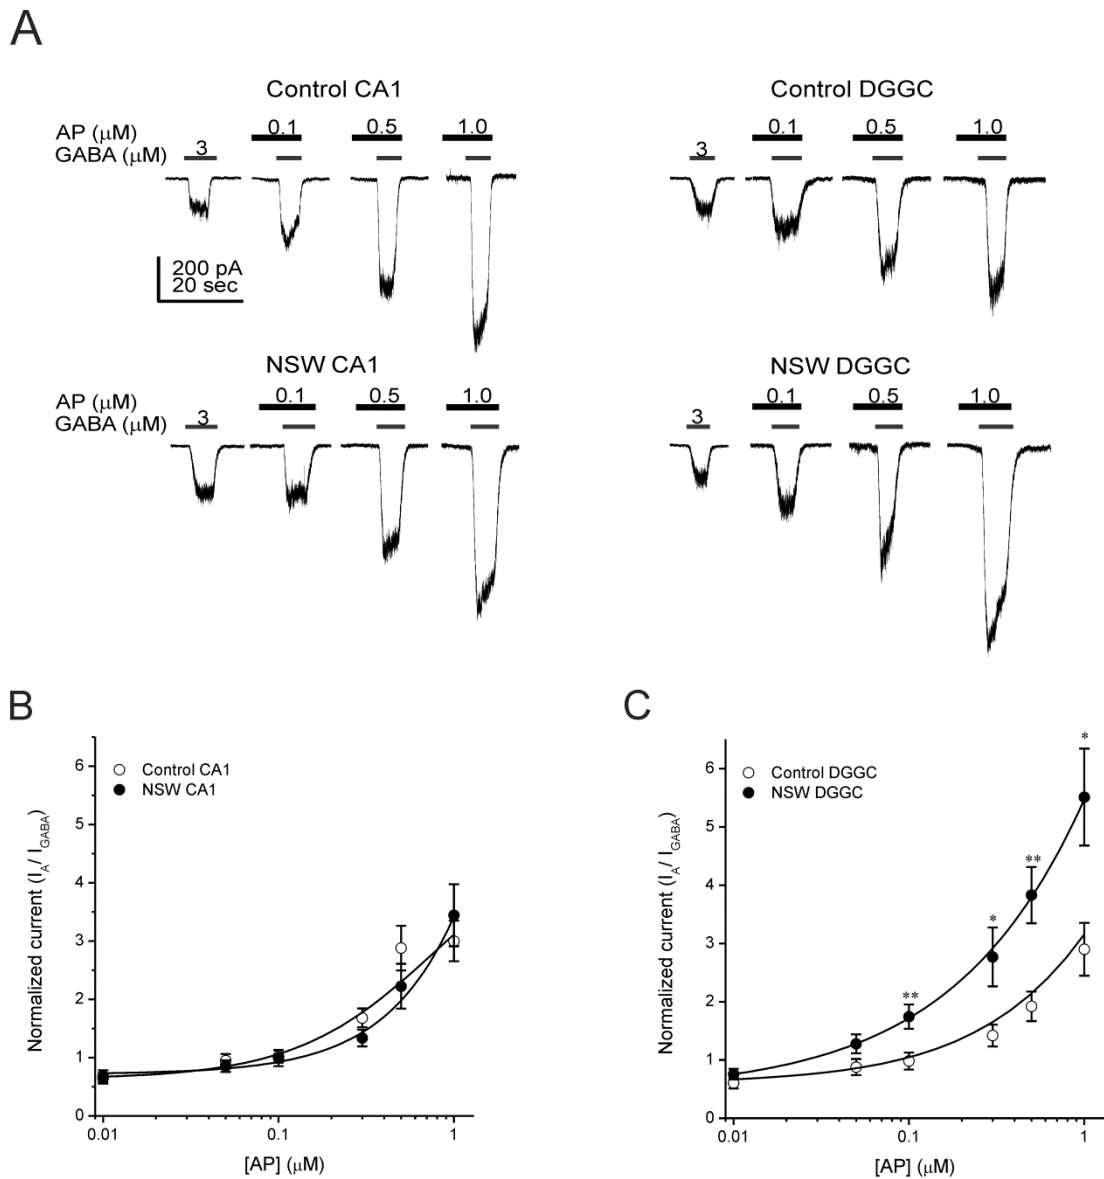 A
Control CA1
Control DGGC
AP (μM) 0.1 0.5 1.0 0.1 0.5 1.0
GABA (μM) 3 3
200 pA
20 sec
NSW CA1
NSW DGGC
AP (μM) 0.1 0.5 1.0 0.1 0.5 1.0
GABA (μM) 3 3
B
Control CA1
NSW CA1
Normalized current (I_A/ I_GABA)
6
5
4
3
2
1
0
0.01 0.1 1
[AP] (μM)
C
Control DGGC
NSW DGGC
Normalized current (I_A/ I_GABA)
6
5
4
3
2
1
0
** * ** *
0.01 0.1 1
[AP] (μM)